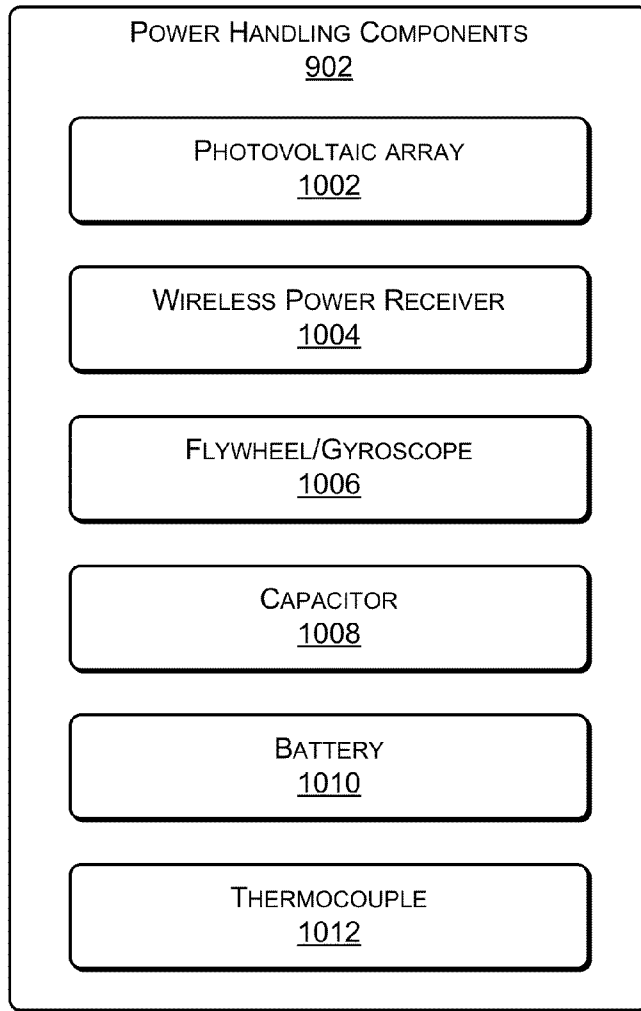 POWER HANDLING COMPONENTS
902
PHOTOVOLTAIC ARRAY
1002
WIRELESS POWER RECEIVER
1004
FLYWHEEL/GYROSCOPE
1006
CAPACITOR
1008
BATTERY
1010
THERMOCOUPLE
1012